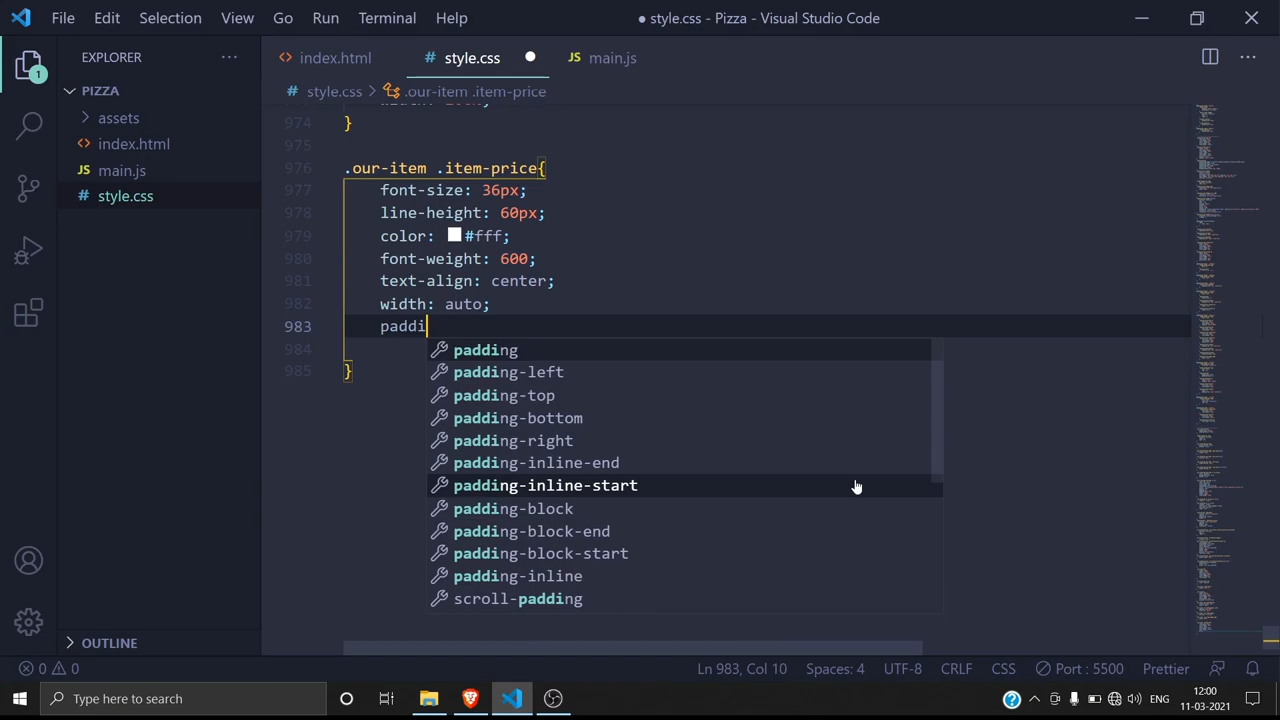 File Edit Selection View Go Run Terminal Help ● style.css - Pizza - Visual Studio Code
EXPLORER ···
index.html # style.css JS main.js ···
1
PIZZA
# style.css > .our-item .item-price
assets
index.html
JS main.js
# style.css
974 }
975
976 .our-item .item-price{
977 font-size: 36px;
978 line-height: 60px;
979 color: #fff;
980 font-weight: 600;
981 text-align: center;
982 width: auto;
983 paddi
984
985 }
padding
padding-left
padding-top
padding-bottom
padding-right
padding-inline-end
padding-inline-start
padding-block
padding-block-end
padding-block-start
padding-inline
scroll-padding
OUTLINE
0 0 Ln 983, Col 10 Spaces: 4 UTF-8 CRLF CSS Port : 5500 Prettier
Type here to search ENG 12:00
11-03-2021